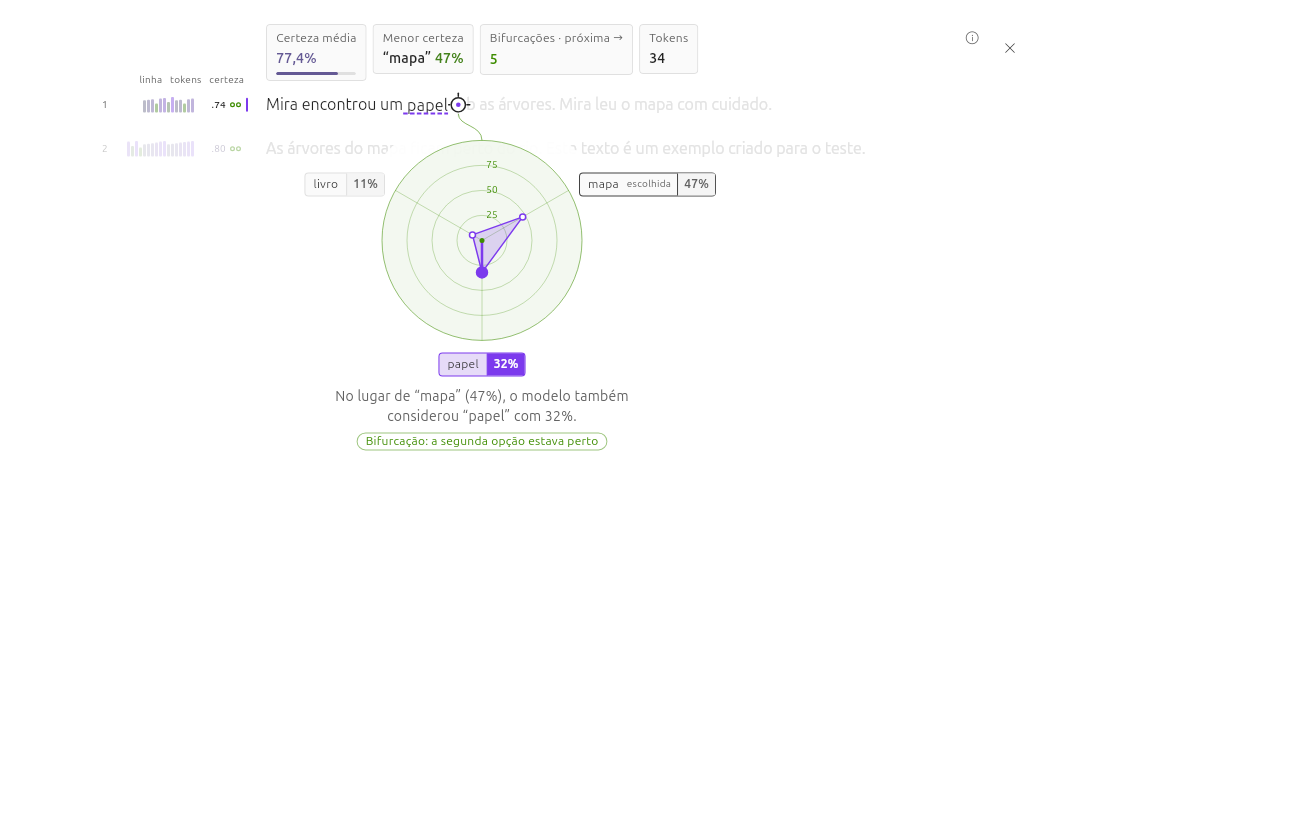 Certeza média
77,4%
Menor certeza
“mapa” 47%
Bifurcações · próxima →
5
Tokens
34
linha tokens certeza
1 .74 Mira encontrou um papel as árvores. Mira leu o mapa com cuidado.
2 .80 As árvores do texto é um exemplo criado para o teste.
75
50
25
livro 11%
mapa escolhida 47%
papel 32%
No lugar de “mapa” (47%), o modelo também
considerou “papel” com 32%.
Bifurcação: a segunda opção estava perto